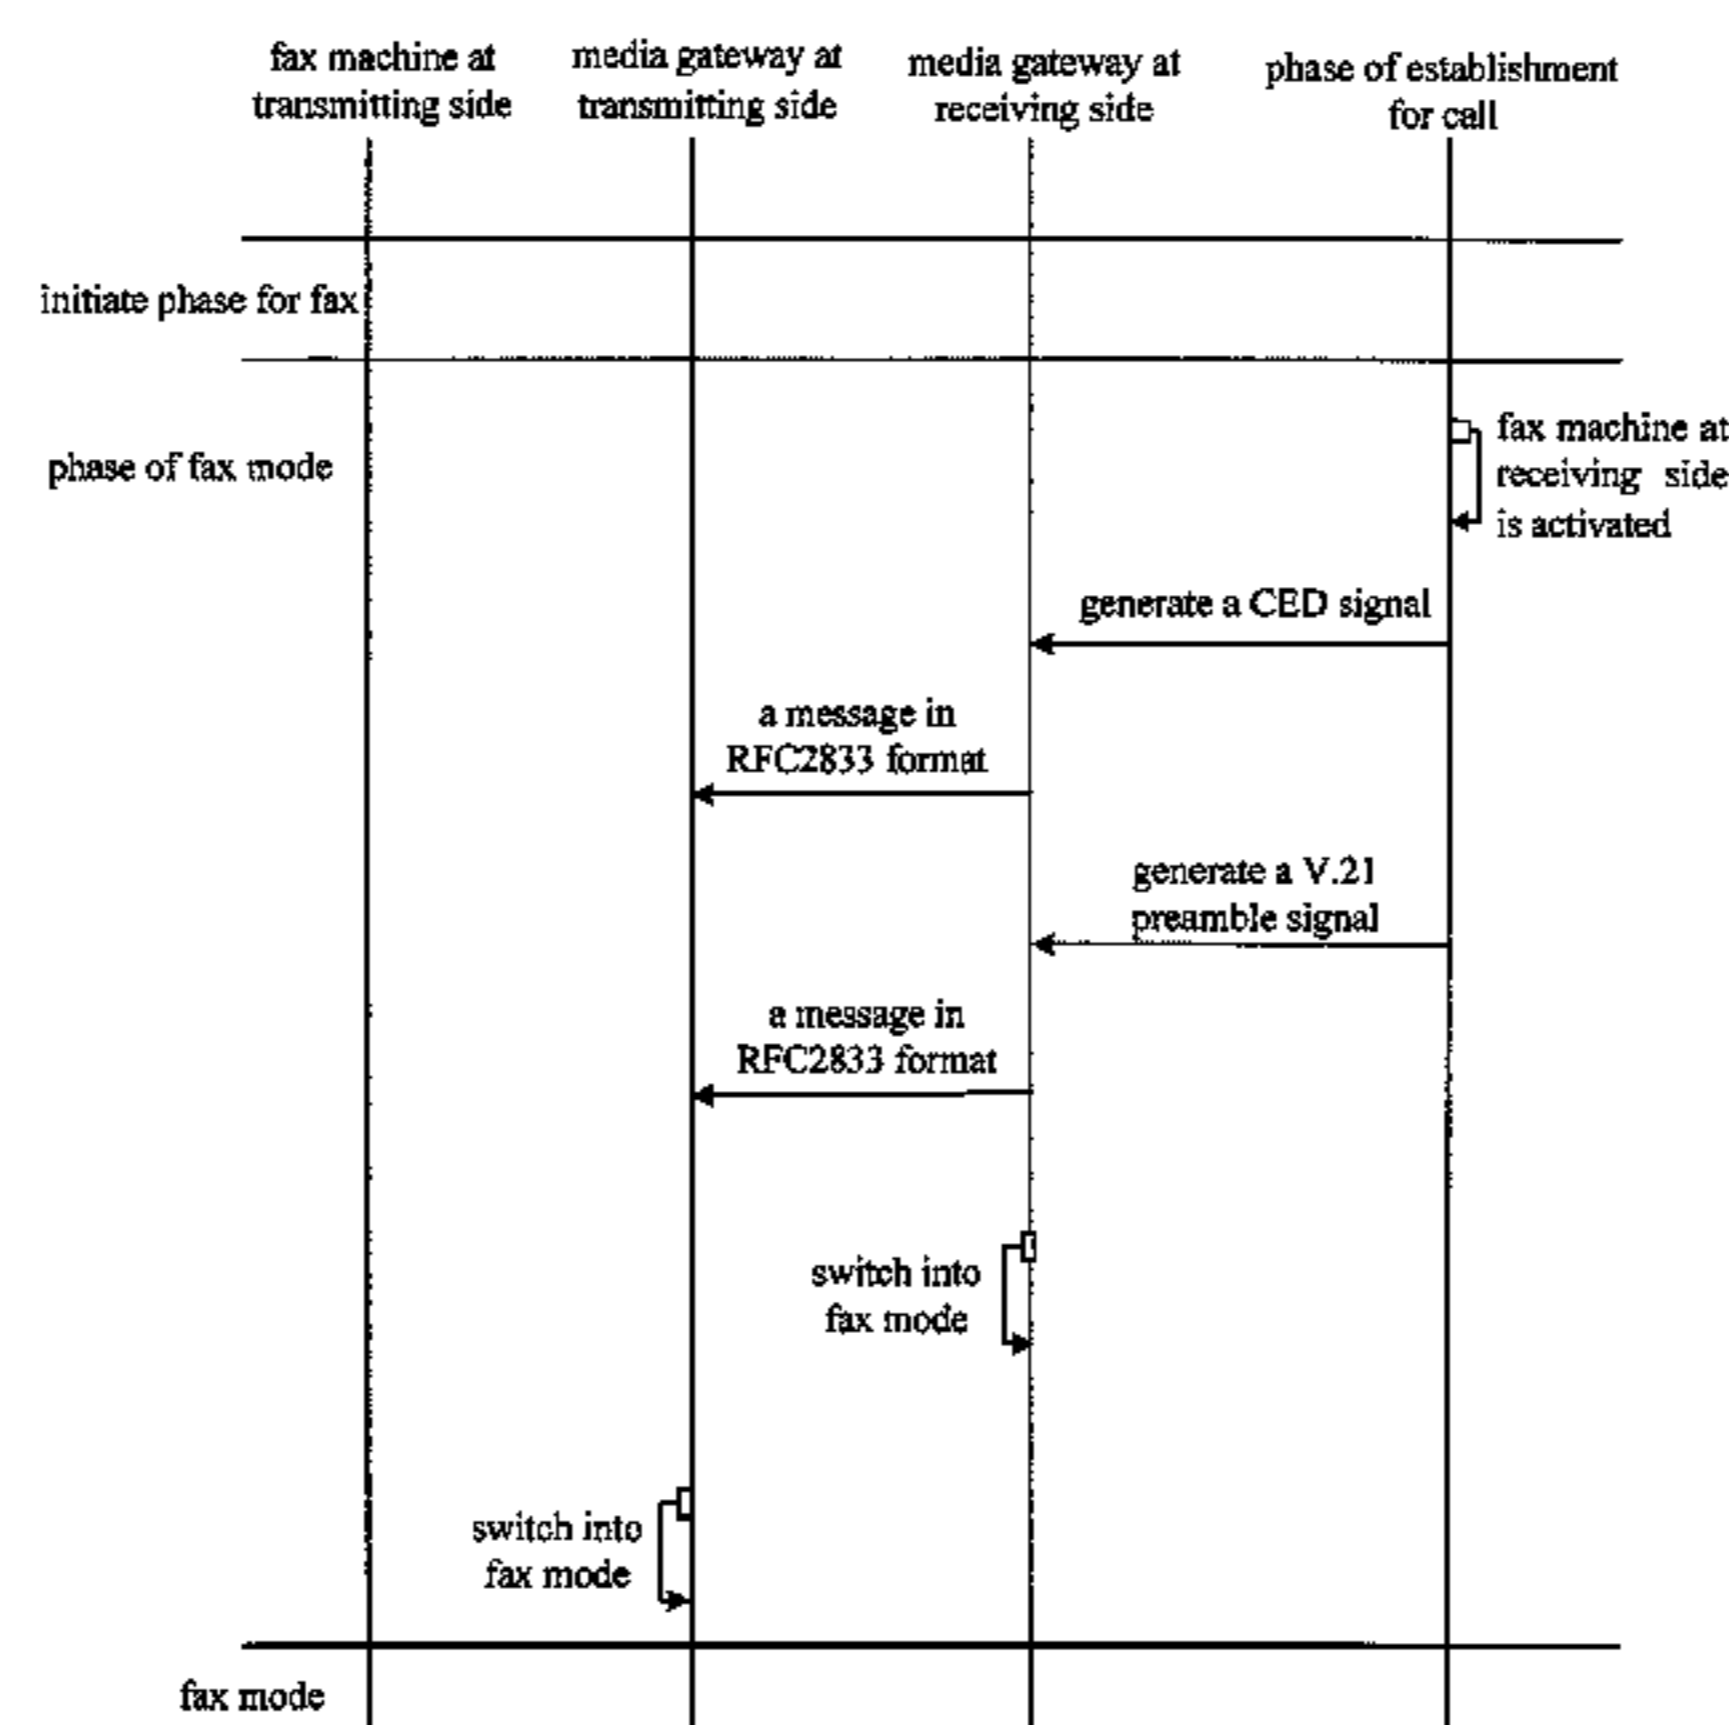 fax machine at
transmitting side
media gateway at
transmitting side
media gateway at
receiving side
phase of establishment
for call
initiate phase for fax
phase of fax mode
fax machine at
receiving side
is activated
generate a CED signal
a message in
RFC2833 format
generate a V.21
preamble signal
a message in
RFC2833 format
switch into
fax mode
switch into
fax mode
fax mode